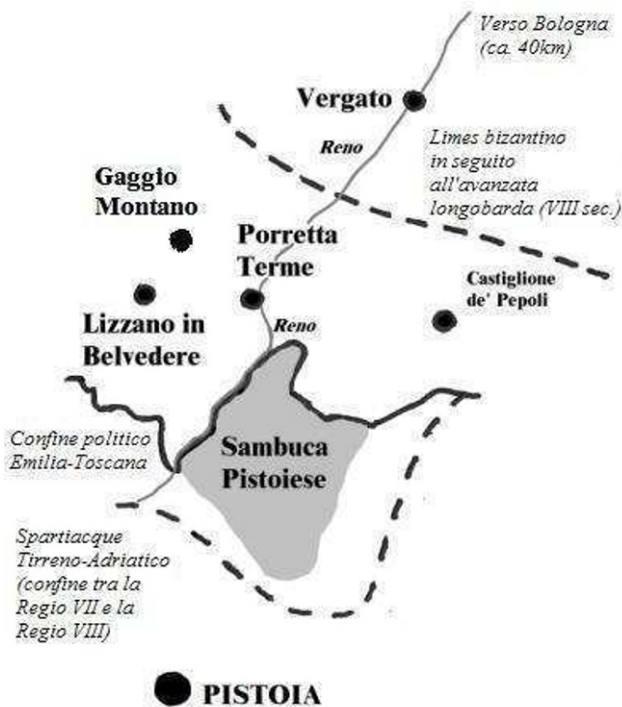 Verso Bologna
(ca. 40km)
Vergato
Reno
Limes bizantino
in seguito
all'avanzata
longobarda (VIII sec.)
Gaggio
Montano
Porretta
Terme
Castiglione
de' Pepoli
Lizzano in
Belvedere
Reno
Confine politico
Emilia-Toscana
Sambuca
Pistoiese
Spartiacque
Tirreno-Adriatico
(confine tra la
Regio VII e la
Regio VIII)
PISTOIA